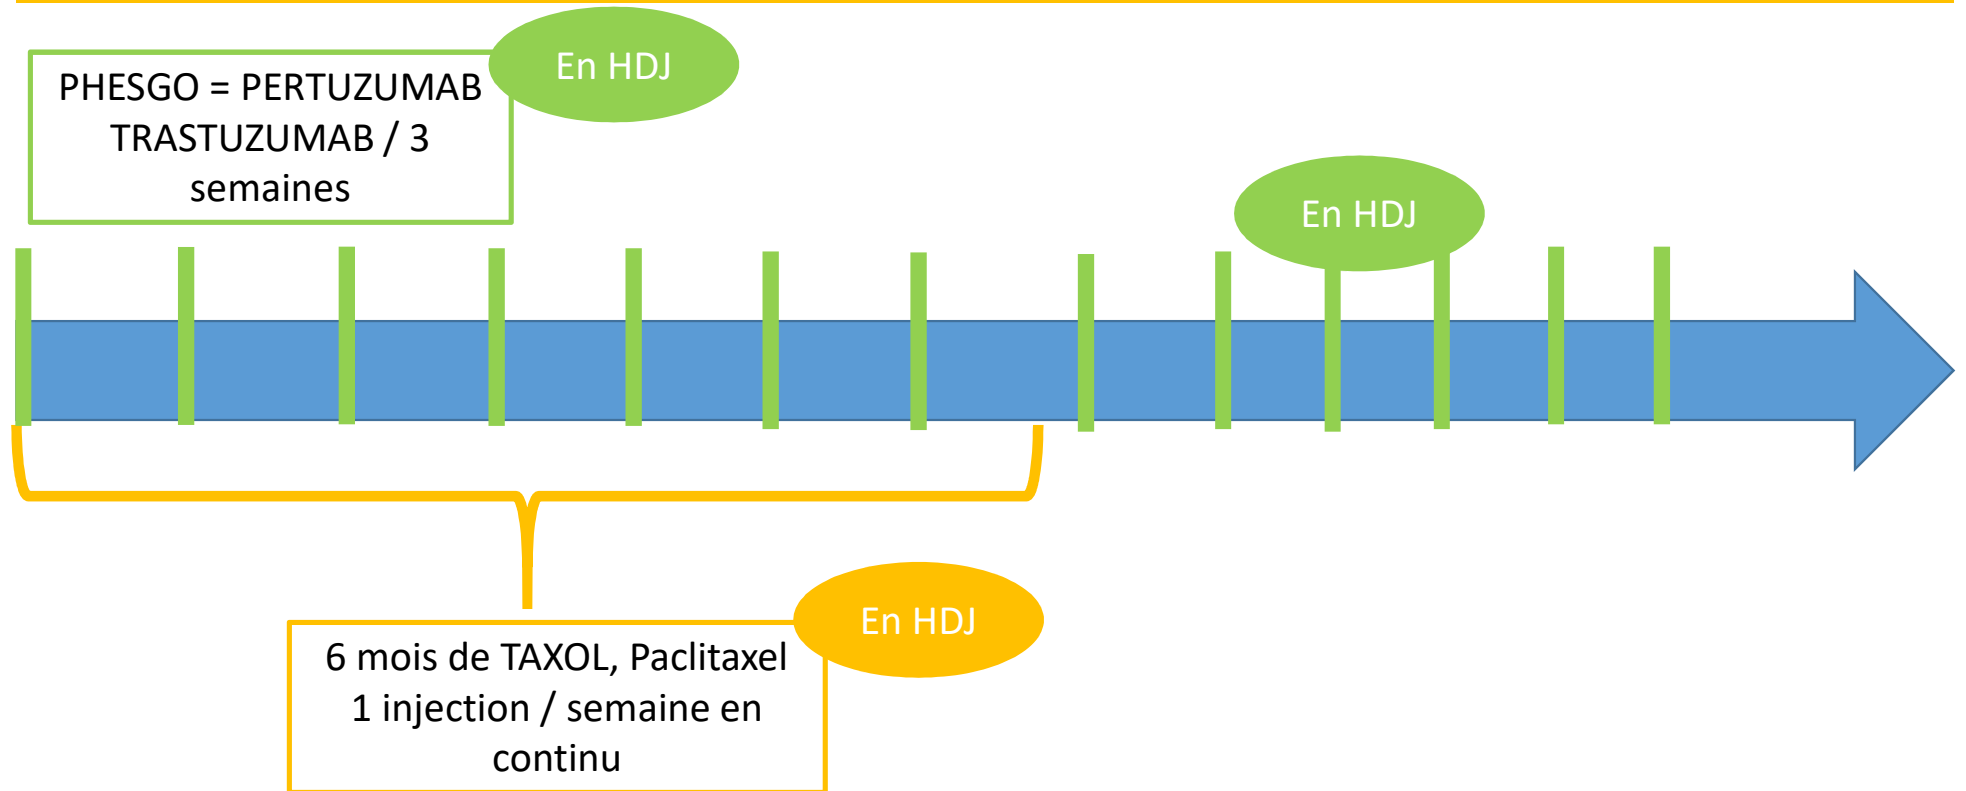 En HDJ
PHESGO = PERTUZUMAB
TRASTUZUMAB / 3
semaines
En HDJ
En HDJ
6 mois de TAXOL, Paclitaxel
1 injection / semaine en
continu